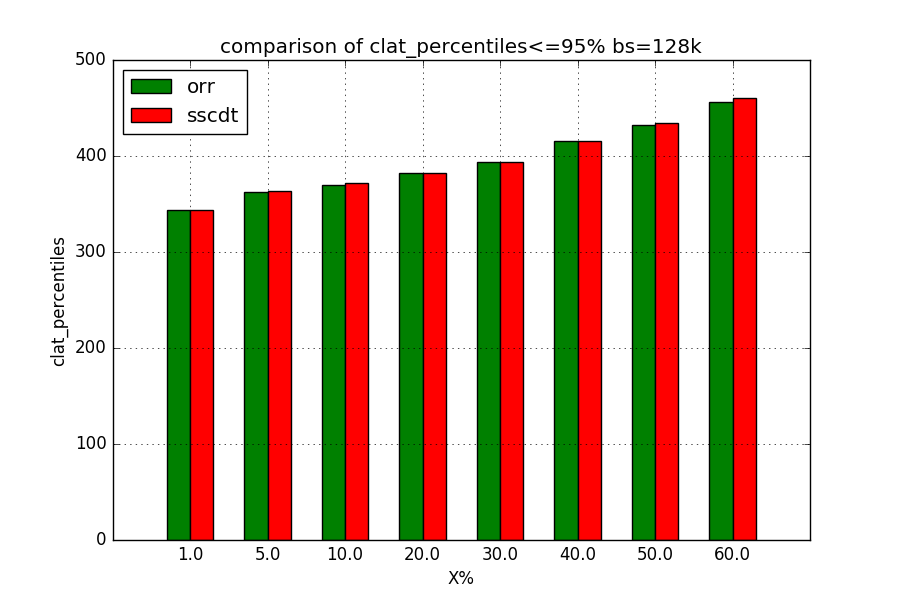 comparison of clat_percentiles<=95% bs=128k
orr
sscdt
500
400
300
200
100
0
clat_percentiles
1.0 5.0 10.0 20.0 30.0 40.0 50.0 60.0
X%